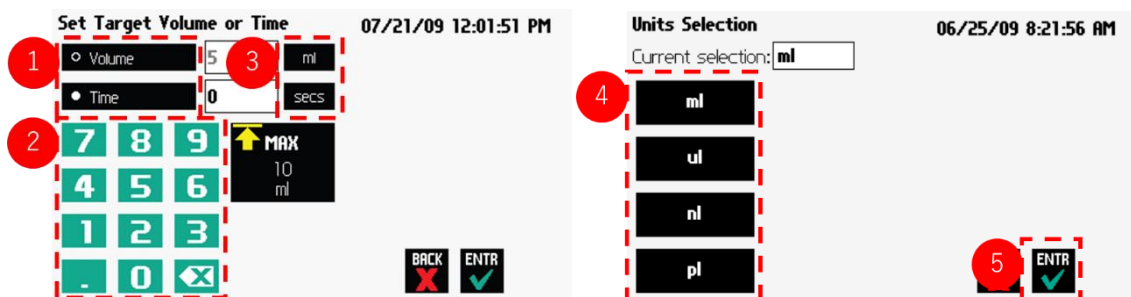 Set Target Volume or Time
07/21/09 12:01:51 PM
1
Volume
5
3
ml
Time
0
secs
2
7 8 9
MAX
10
ml
4 5 6
1 2 3
. 0
BACK
ENTR
Units Selection
06/25/09 8:21:56 AM
Current selection: ml
4
ml
ul
nl
pl
5
ENTR